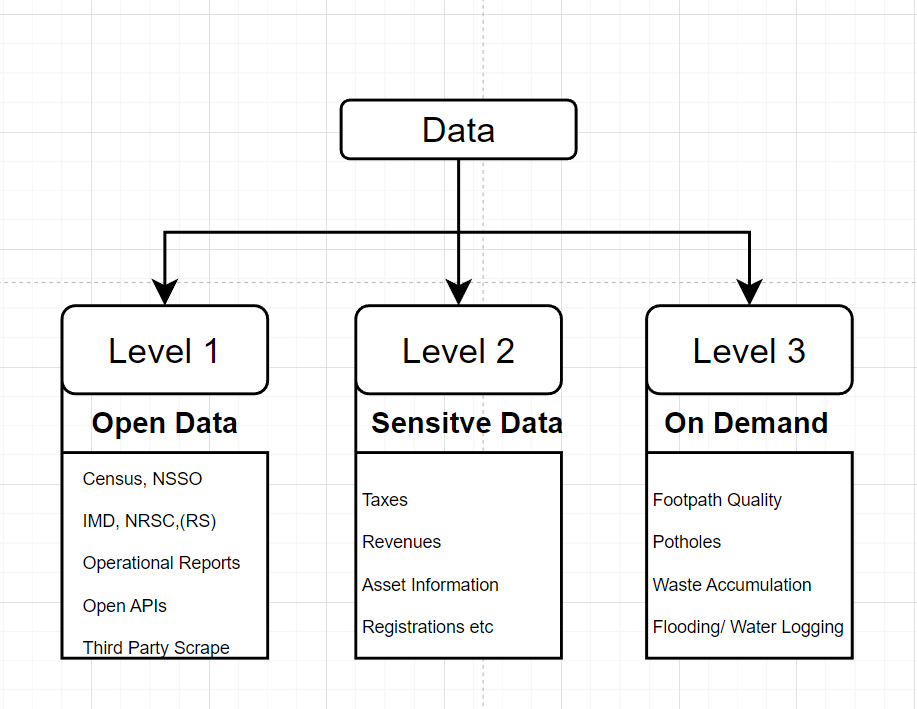 Data
Level 1
Level 2
Level 3
Open Data
Sensitve Data
On Demand
Census, NSSO
IMD, NRSC,(RS)
Operational Reports
Open APIs
Third Party Scrape
Taxes
Revenues
Asset Information
Registrations etc
Footpath Quality
Potholes
Waste Accumulation
Flooding/ Water Logging